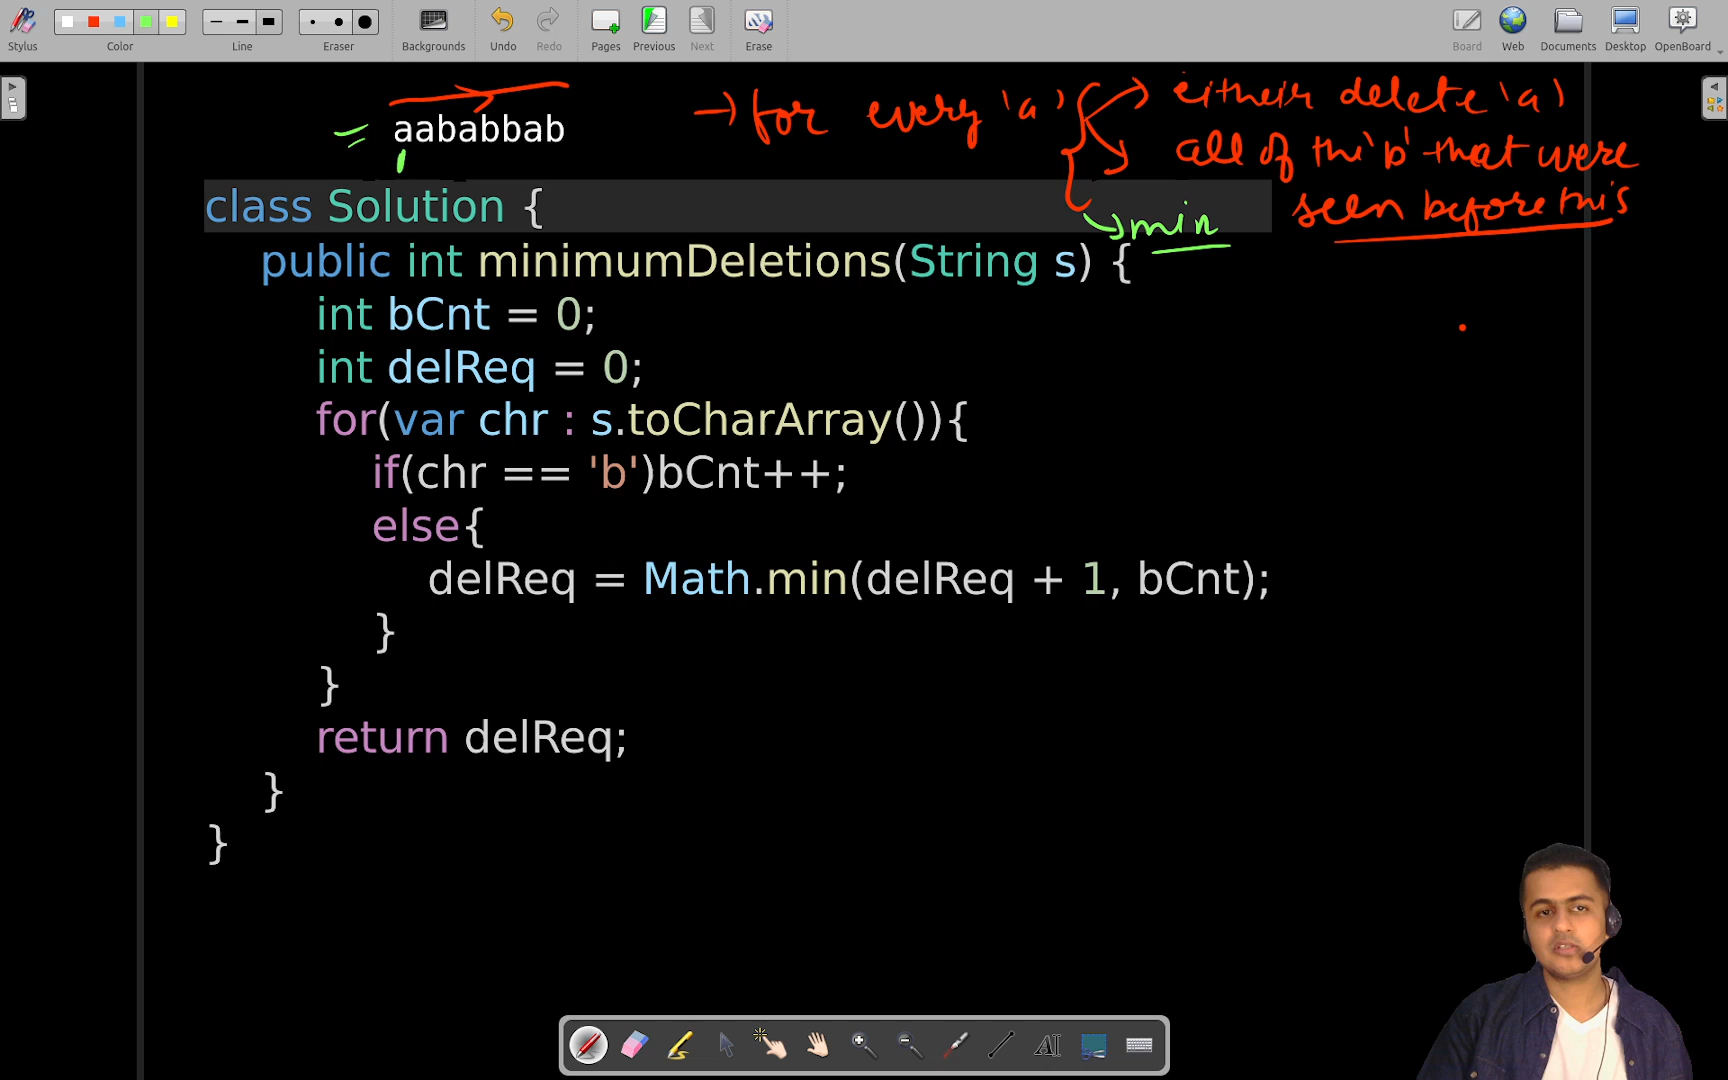 Stylus
Color
Line
Eraser
Backgrounds
Undo
Redo
Pages
Previous
Next
Erase
Board
Web
Documents
Desktop
OpenBoard
aababbab
→ for every 'a'
either delete 'a'
all of the 'b' that were
seen before this
→ min
class Solution {
public int minimumDeletions(String s) {
int bCnt = 0;
int delReq = 0;
for(var chr : s.toCharArray()){
if(chr == 'b')bCnt++;
else{
delReq = Math.min(delReq + 1, bCnt);
}
}
return delReq;
}
}
AI